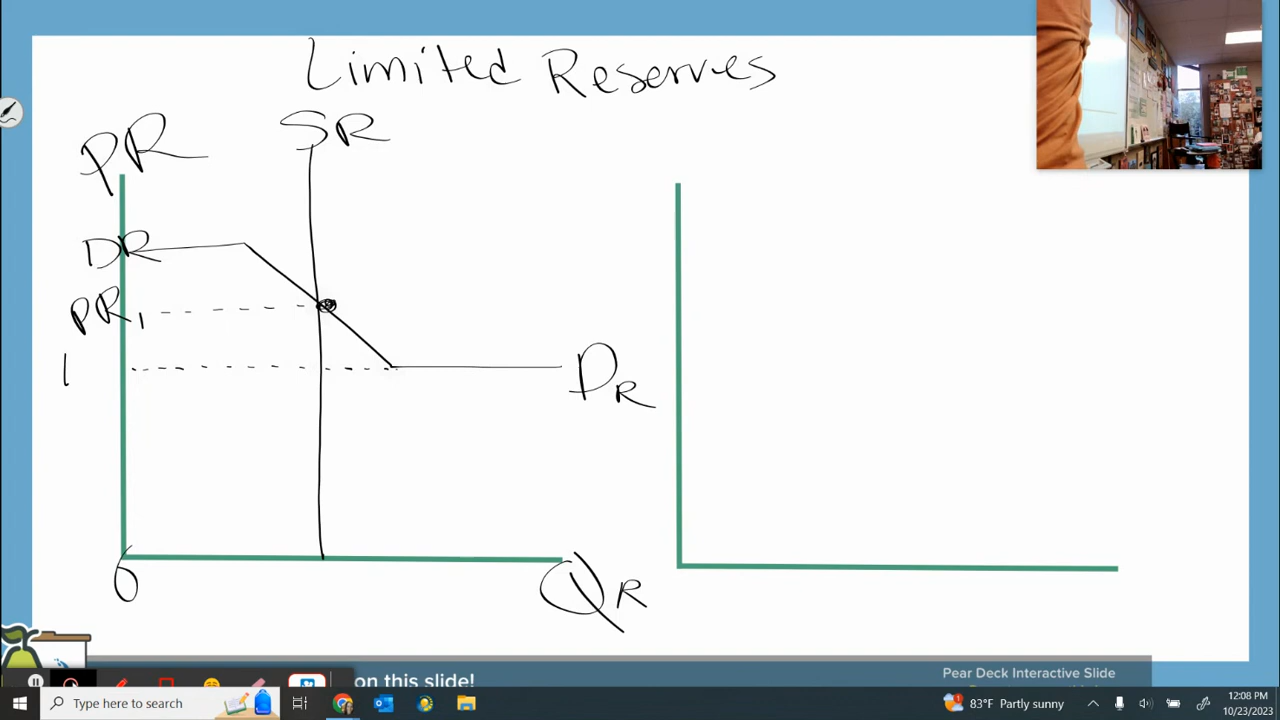 Limited Reserves
PR
SR
DR
PR1
1
DR
0
QR
on this slide!
Pear Deck Interactive Slide
Type here to search
83°F Partly sunny
12:08 PM
10/23/2023